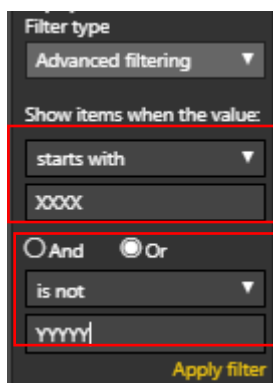 Filter type
Advanced filtering
Show items when the value:
starts with
XXXX
And Or
is not
YYYYY
Apply filter